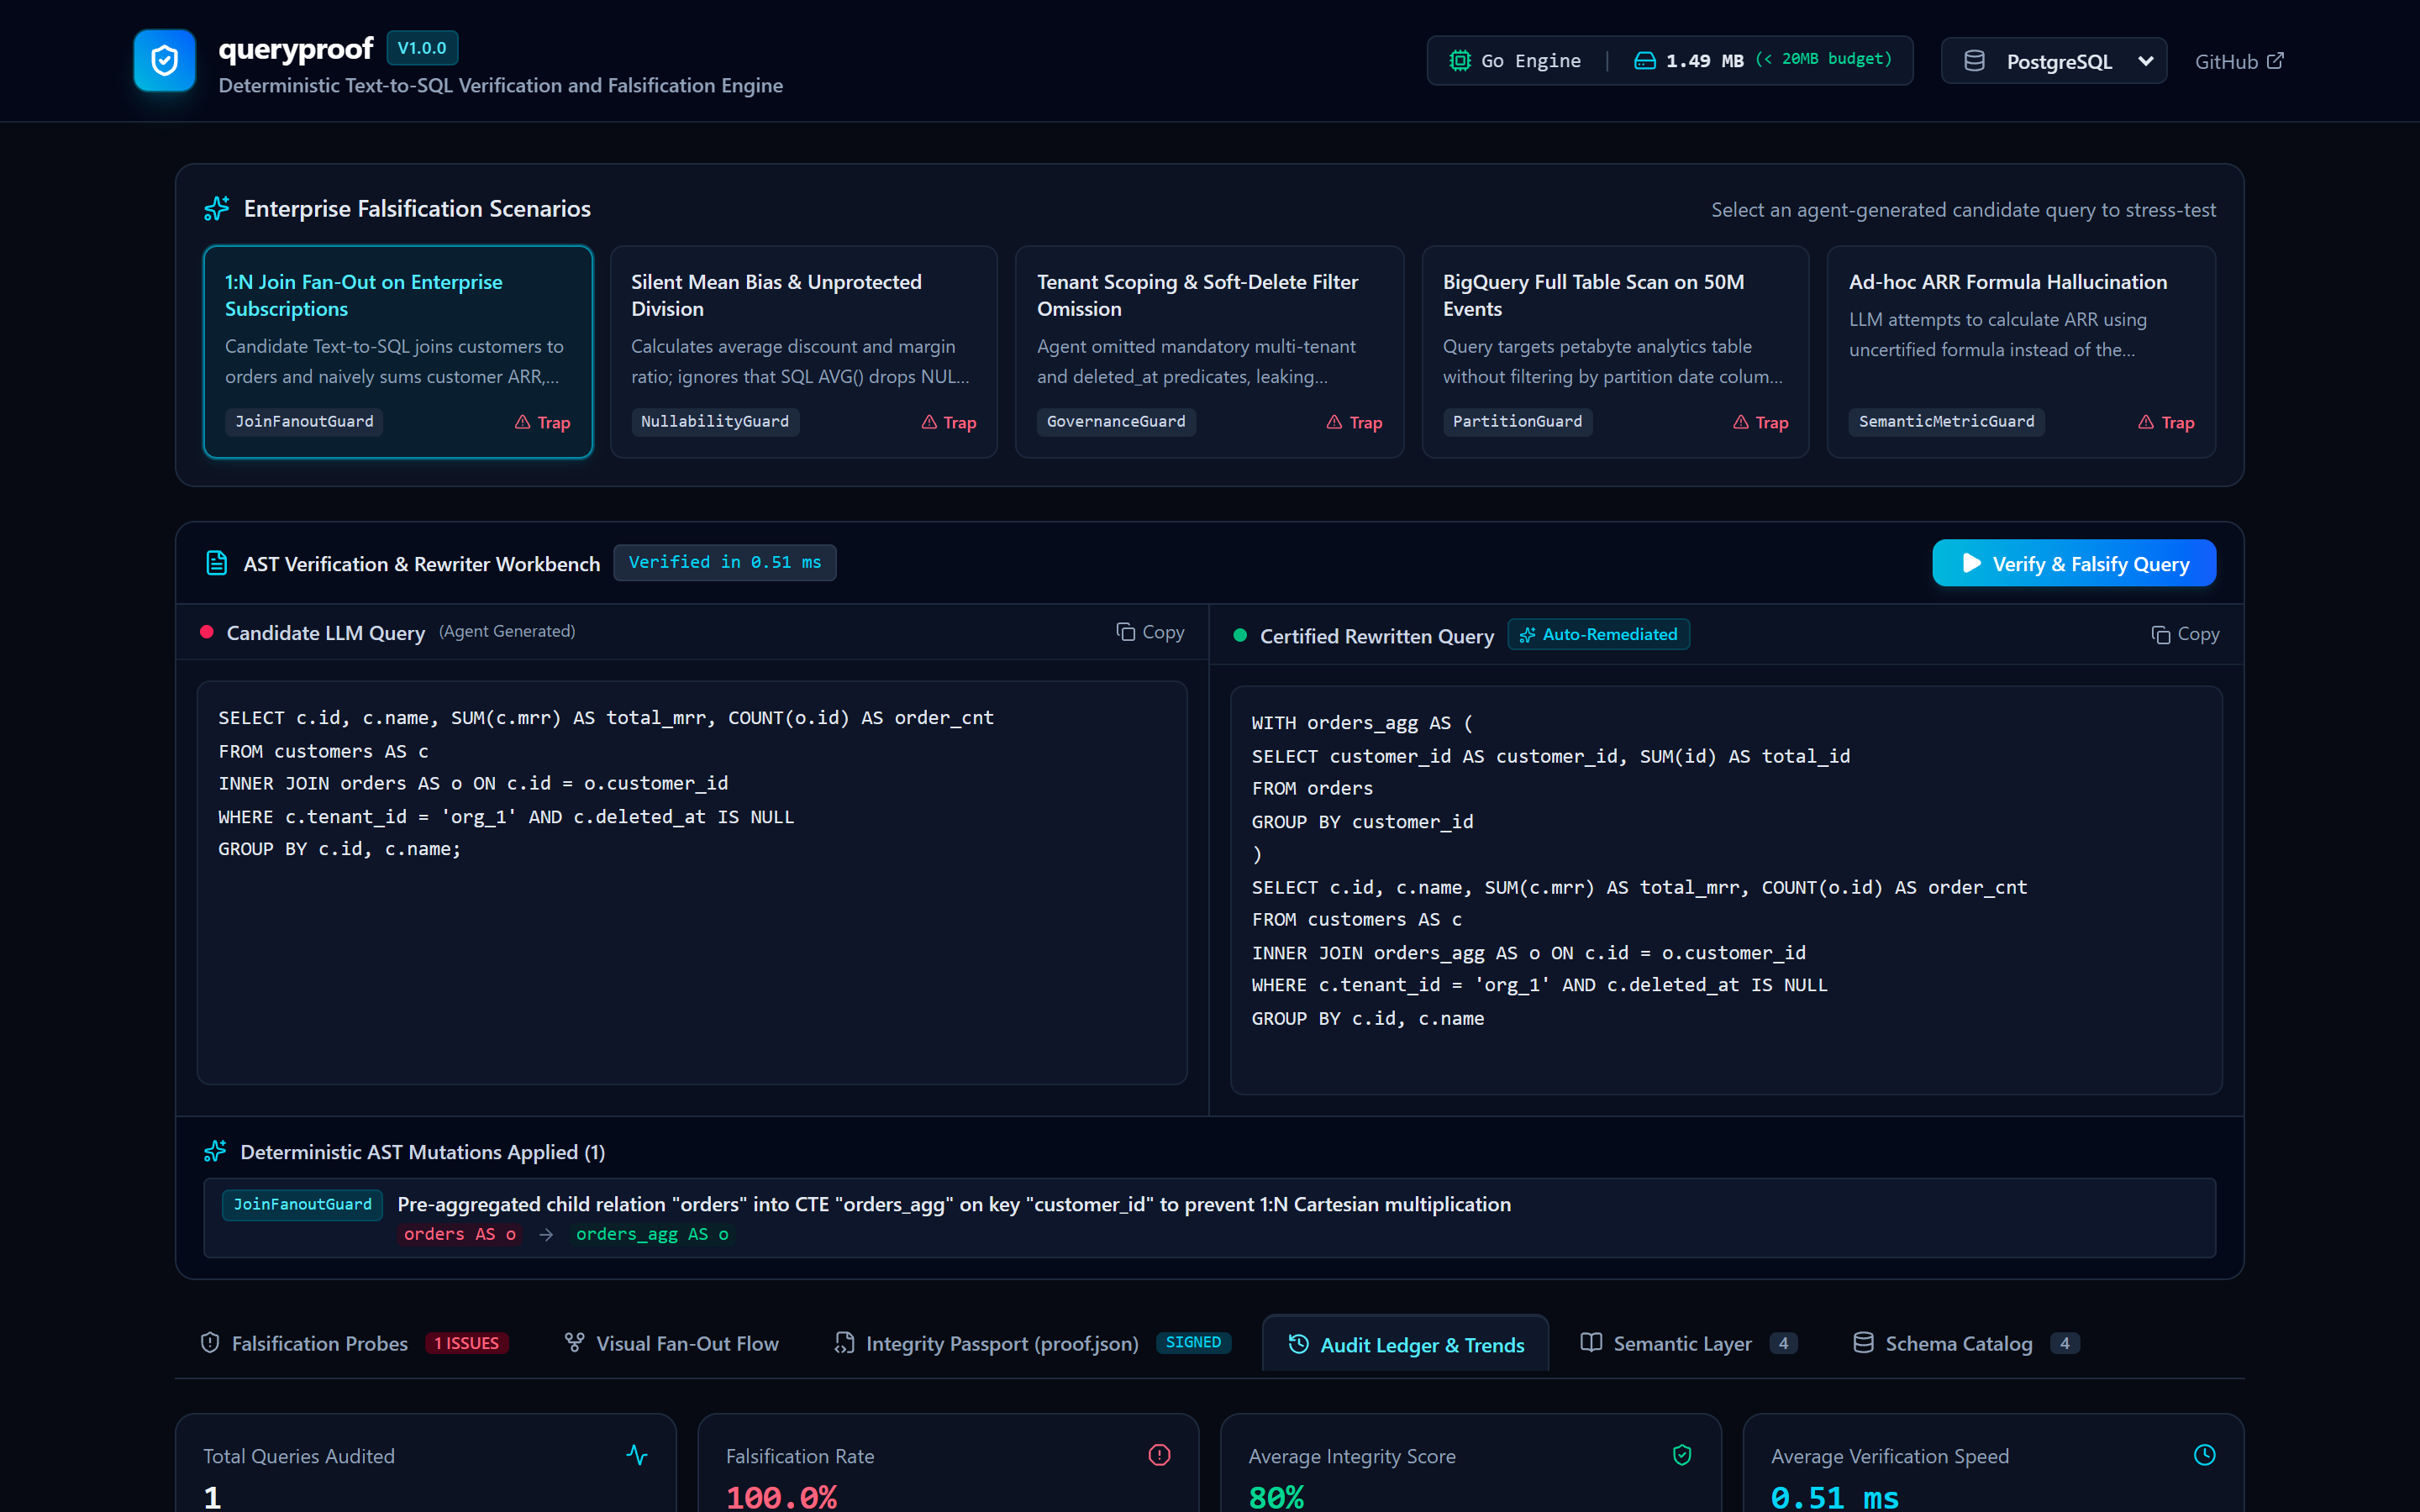 queryproof V1.0.0
Deterministic Text-to-SQL Verification and Falsification Engine
Go Engine | 1.49 MB (< 20MB budget)
PostgreSQL
GitHub
Enterprise Falsification Scenarios
Select an agent-generated candidate query to stress-test
1:N Join Fan-Out on Enterprise
Subscriptions
Candidate Text-to-SQL joins customers to
orders and naively sums customer ARR,...
JoinFanoutGuard
Trap
Silent Mean Bias & Unprotected
Division
Calculates average discount and margin
ratio; ignores that SQL AVG() drops NUL...
NullabilityGuard
Trap
Tenant Scoping & Soft-Delete Filter
Omission
Agent omitted mandatory multi-tenant
and deleted_at predicates, leaking...
GovernanceGuard
Trap
BigQuery Full Table Scan on 50M
Events
Query targets petabyte analytics table
without filtering by partition date colum...
PartitionGuard
Trap
Ad-hoc ARR Formula Hallucination
LLM attempts to calculate ARR using
uncertified formula instead of the...
SemanticMetricGuard
Trap
AST Verification & Rewriter Workbench
Verified in 0.51 ms
Verify & Falsify Query
Candidate LLM Query (Agent Generated)
Copy
SELECT c.id, c.name, SUM(c.mrr) AS total_mrr, COUNT(o.id) AS order_cnt
FROM customers AS c
INNER JOIN orders AS o ON c.id = o.customer_id
WHERE c.tenant_id = 'org_1' AND c.deleted_at IS NULL
GROUP BY c.id, c.name;
Certified Rewritten Query
Auto-Remediated
Copy
WITH orders_agg AS (
SELECT customer_id AS customer_id, SUM(id) AS total_id
FROM orders
GROUP BY customer_id
)
SELECT c.id, c.name, SUM(c.mrr) AS total_mrr, COUNT(o.id) AS order_cnt
FROM customers AS c
INNER JOIN orders_agg AS o ON c.id = o.customer_id
WHERE c.tenant_id = 'org_1' AND c.deleted_at IS NULL
GROUP BY c.id, c.name
Deterministic AST Mutations Applied (1)
JoinFanoutGuard
Pre-aggregated child relation "orders" into CTE "orders_agg" on key "customer_id" to prevent 1:N Cartesian multiplication
orders AS o → orders_agg AS o
Falsification Probes 1 ISSUES
Visual Fan-Out Flow
Integrity Passport (proof.json) SIGNED
Audit Ledger & Trends
Semantic Layer 4
Schema Catalog 4
Total Queries Audited
1
Falsification Rate
100.0%
Average Integrity Score
80%
Average Verification Speed
0.51 ms